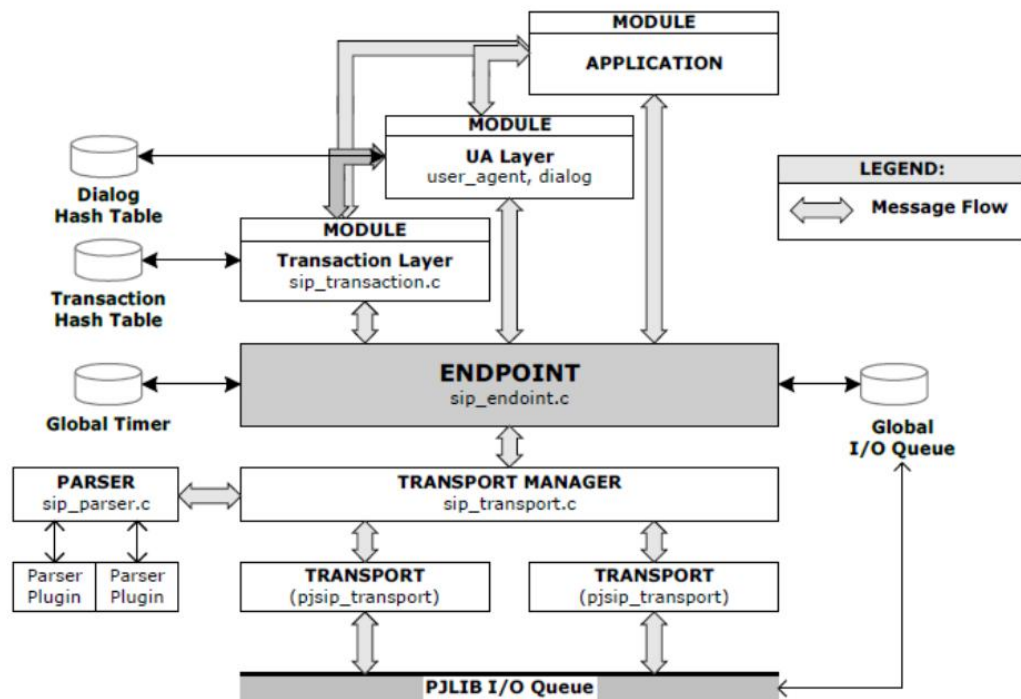 MODULE
APPLICATION
MODULE
UA Layer
user_agent, dialog
LEGEND:
Message Flow
Dialog
Hash Table
MODULE
Transaction Layer
sip_transaction.c
Transaction
Hash Table
ENDPOINT
sip_endoint.c
Global Timer
Global
I/O Queue
PARSER
sip_parser.c
TRANSPORT MANAGER
sip_transport.c
Parser
Plugin
Parser
Plugin
TRANSPORT
(pjsip_transport)
TRANSPORT
(pjsip_transport)
PJLIB I/O Queue